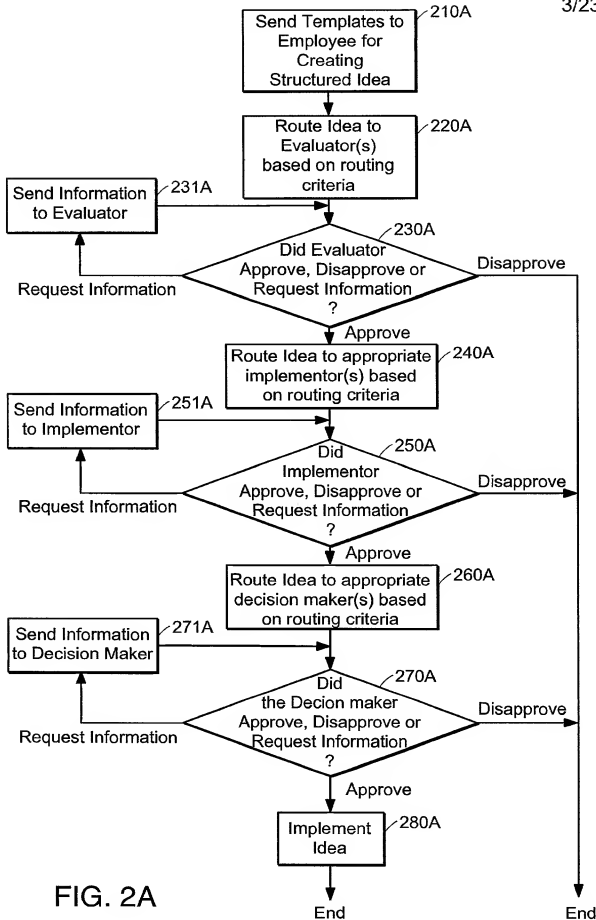 3/23
210A
Send Templates to
Employee for
Creating
Structured Idea
220A
Route Idea to
Evaluator(s)
based on routing
criteria
231A
Send Information
to Evaluator
230A
Did Evaluator
Approve, Disapprove or
Request Information
?
Disapprove
Request Information
Approve
240A
Route Idea to appropriate
implementor(s) based
on routing criteria
251A
Send Information
to Implementor
250A
Did
Implementor
Approve, Disapprove or
Request Information
?
Disapprove
Request Information
Approve
260A
Route Idea to appropriate
decision maker(s) based
on routing criteria
271A
Send Information
to Decision Maker
270A
Did
the Decion maker
Approve, Disapprove or
Request Information
?
Disapprove
Request Information
Approve
280A
Implement
Idea
FIG. 2A
End
End